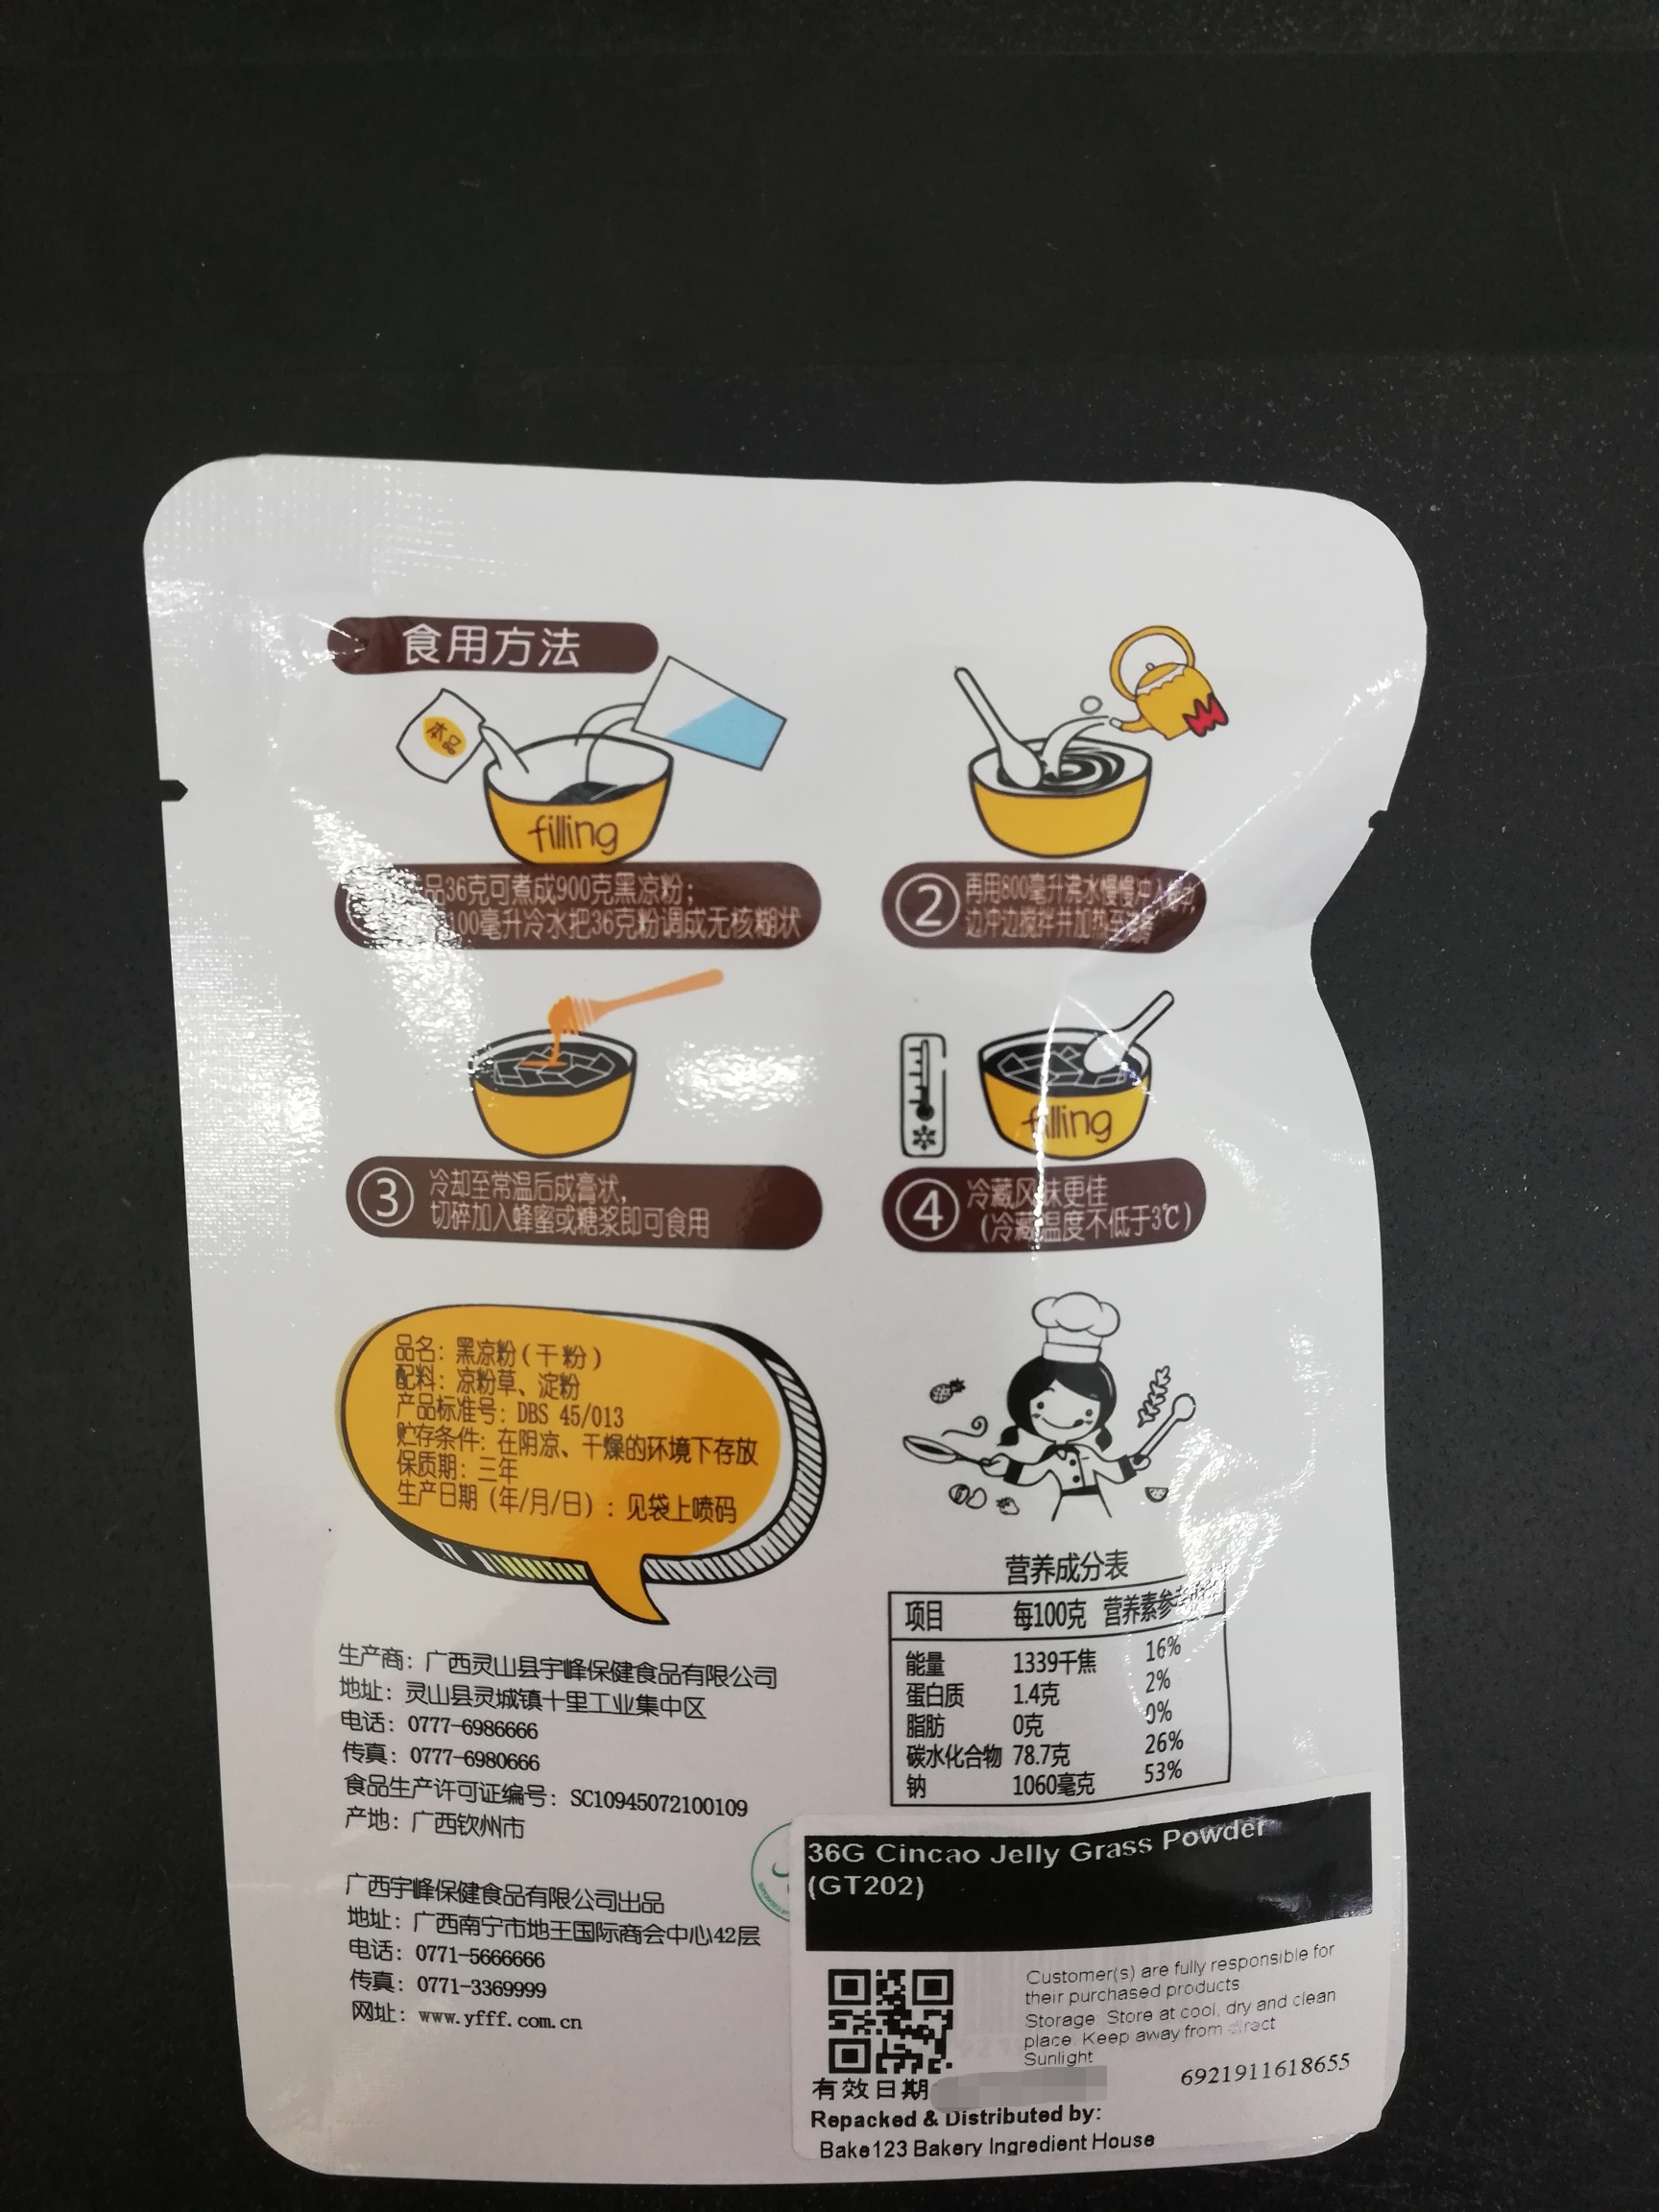 食用方法
本品
filling
品36克可煮成900克黑凉粉；
100毫升冷水把36克粉调成无核糊状
② 再用800毫升沸水慢慢冲入
边冲边搅拌并加热至沸腾
filling
③ 冷却至常温后成膏状，
切碎加入蜂蜜或糖浆即可食用
④ 冷藏风味更佳
(冷藏温度不低于3℃)
品名：黑凉粉(干粉)
配料：凉粉草、淀粉
产品标准号：DBS 45/013
贮存条件：在阴凉、干燥的环境下存放
保质期：三年
生产日期（年/月/日）：见袋上喷码
营养成分表
项目 每100克 营养素参考
能量 1339千焦 16%
蛋白质 1.4克 2%
脂肪 0克 0%
碳水化合物 78.7克 26%
钠 1060毫克 53%
生产商：广西灵山县宇峰保健食品有限公司
地址：灵山县灵城镇十里工业集中区
电话：0777-6986666
传真：0777-6980666
食品生产许可证编号：SC10945072100109
产地：广西钦州市
广西宇峰保健食品有限公司出品
地址：广西南宁市地王国际商会中心42层
电话：0771-5666666
传真：0771-3369999
网址：www.yfff.com.cn
36G Cincao Jelly Grass Powder
(GT202)
Customer(s) are fully responsible for
their purchased products
Storage Store at cool, dry and clean
place. Keep away from direct
Sunlight
6921911618655
有效日期
Repacked & Distributed by:
Bake123 Bakery Ingredient House